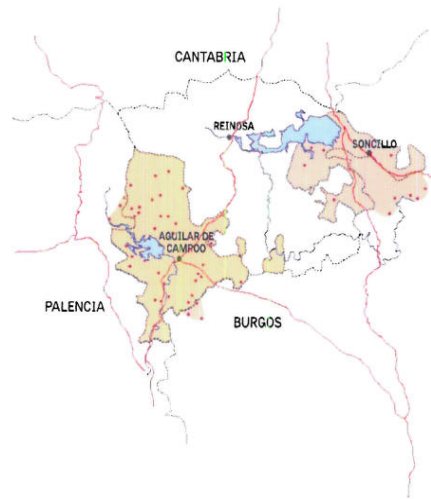 CANTABRIA
REINOSA
SONCILLO
AGUILAR DE
CAMPOO
PALENCIA
BURGOS